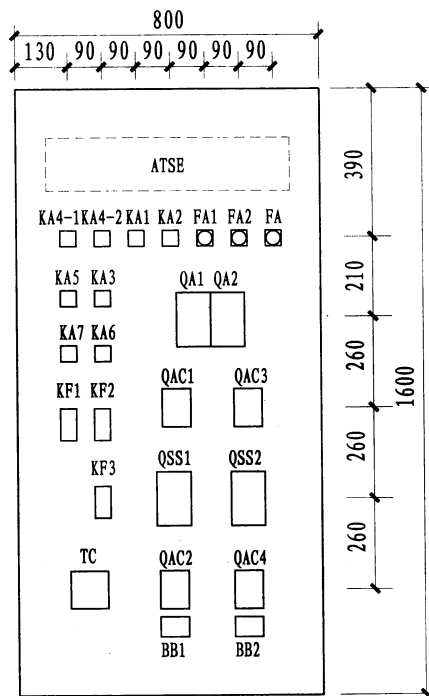 800
130 90 90 90 90 90 90
ATSE
390
KA4-1 KA4-2 KA1 KA2 FA1 FA2 FA
KA5 KA3 QA1 QA2
210
KA7 KA6
260
KF1 KF2 QAC1 QAC3
1600
260
KF3 QSS1 QSS2
260
TC QAC2 QAC4
BB1 BB2